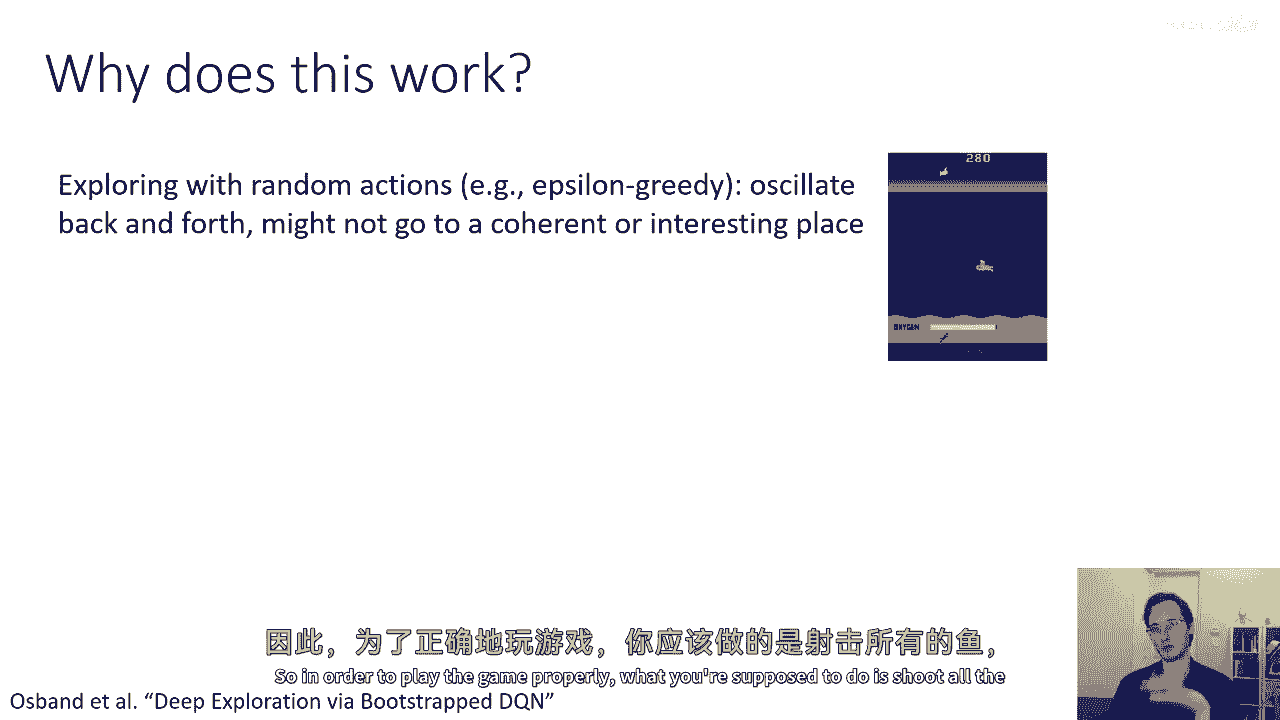 Why does this work?
Exploring with random actions (e.g., epsilon-greedy): oscillate
back and forth, might not go to a coherent or interesting place
280
OXYGEN
因此，为了正确地玩游戏，你应该做的是射击所有的鱼，
So in order to play the game properly, what you're supposed to do is shoot all the
Osband et al. “Deep Exploration via Bootstrapped DQN”